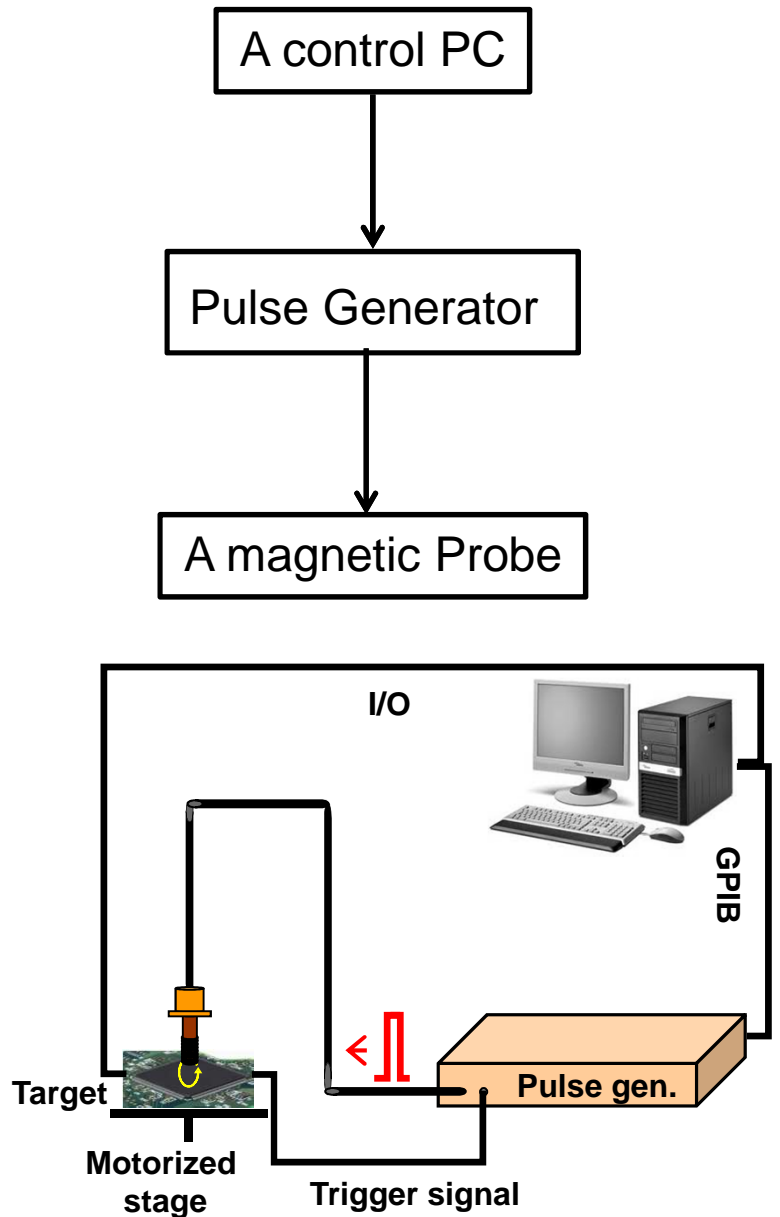 A control PC
Pulse Generator
A magnetic Probe
I/O
GPIB
Pulse gen.
Target
Motorized
stage
Trigger signal